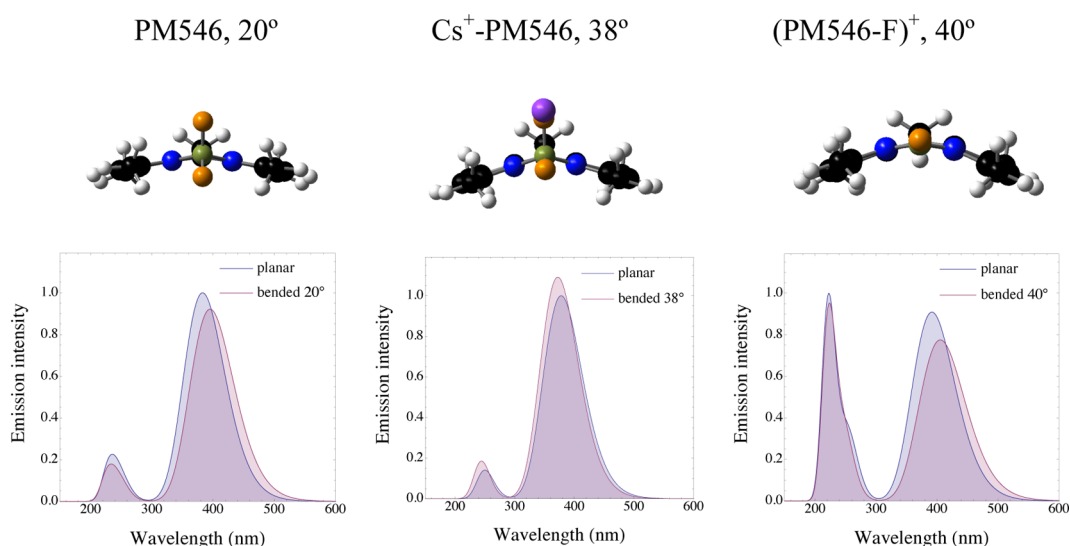 PM546, 20º
Cs⁺-PM546, 38º
(PM546-F)⁺, 40º
planar
bended 20°
1.0
0.8
0.6
0.4
0.2
0.0
200 300 400 500 600
Emission intensity
Wavelength (nm)
planar
bended 38°
1.0
0.8
0.6
0.4
0.2
0.0
200 300 400 500 600
Emission intensity
Wavelength (nm)
planar
bended 40°
1.0
0.8
0.6
0.4
0.2
0.0
200 300 400 500 600
Emission intensity
Wavelength (nm)